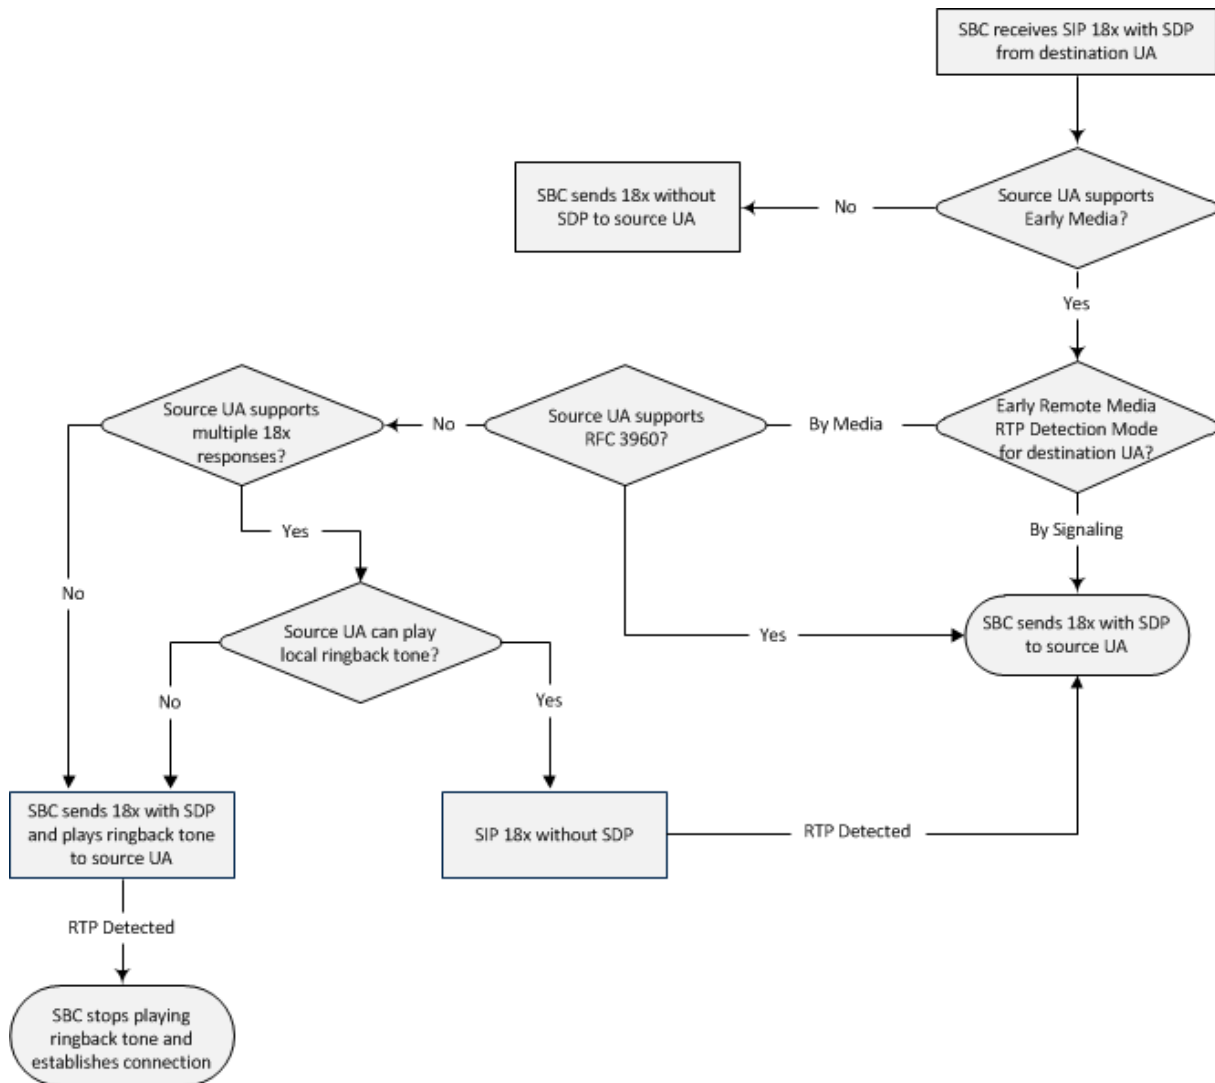 SBC receives SIP 18x with SDP
from destination UA
SBC sends 18x without
SDP to source UA
No
Source UA supports
Early Media?
Yes
Source UA supports
multiple 18x
responses?
No
Source UA supports
RFC 3960?
By Media
Early Remote Media
RTP Detection Mode
for destination UA?
Yes
By Signaling
No
Source UA can play
local ringback tone?
Yes
SBC sends 18x with SDP
to source UA
No
Yes
SBC sends 18x with SDP
and plays ringback tone
to source UA
SIP 18x without SDP
RTP Detected
RTP Detected
SBC stops playing
ringback tone and
establishes connection